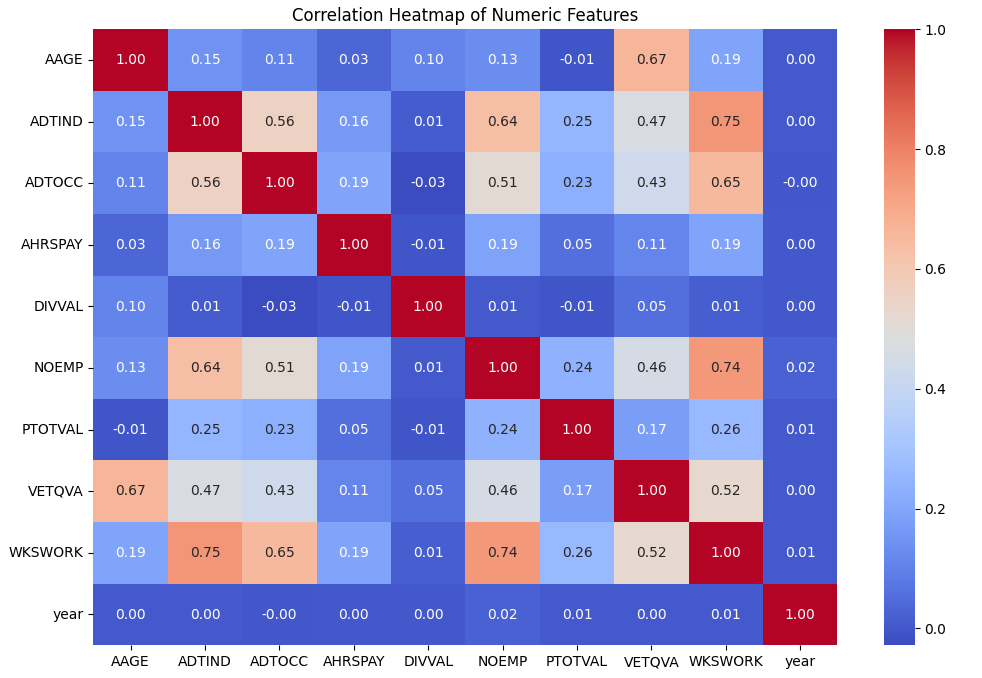 Correlation Heatmap of Numeric Features
AAGE 1.00 0.15 0.11 0.03 0.10 0.13 -0.01 0.67 0.19 0.00
ADTIND 0.15 1.00 0.56 0.16 0.01 0.64 0.25 0.47 0.75 0.00
ADTOCC 0.11 0.56 1.00 0.19 -0.03 0.51 0.23 0.43 0.65 -0.00
AHRSPAY 0.03 0.16 0.19 1.00 -0.01 0.19 0.05 0.11 0.19 0.00
DIVVAL 0.10 0.01 -0.03 -0.01 1.00 0.01 -0.01 0.05 0.01 0.00
NOEMP 0.13 0.64 0.51 0.19 0.01 1.00 0.24 0.46 0.74 0.02
PTOTVAL -0.01 0.25 0.23 0.05 -0.01 0.24 1.00 0.17 0.26 0.01
VETQVA 0.67 0.47 0.43 0.11 0.05 0.46 0.17 1.00 0.52 0.00
WKSWORK 0.19 0.75 0.65 0.19 0.01 0.74 0.26 0.52 1.00 0.01
year 0.00 0.00 -0.00 0.00 0.00 0.02 0.01 0.00 0.01 1.00
AAGE ADTIND ADTOCC AHRSPAY DIVVAL NOEMP PTOTVAL VETQVA WKSWORK year
1.0
0.8
0.6
0.4
0.2
0.0